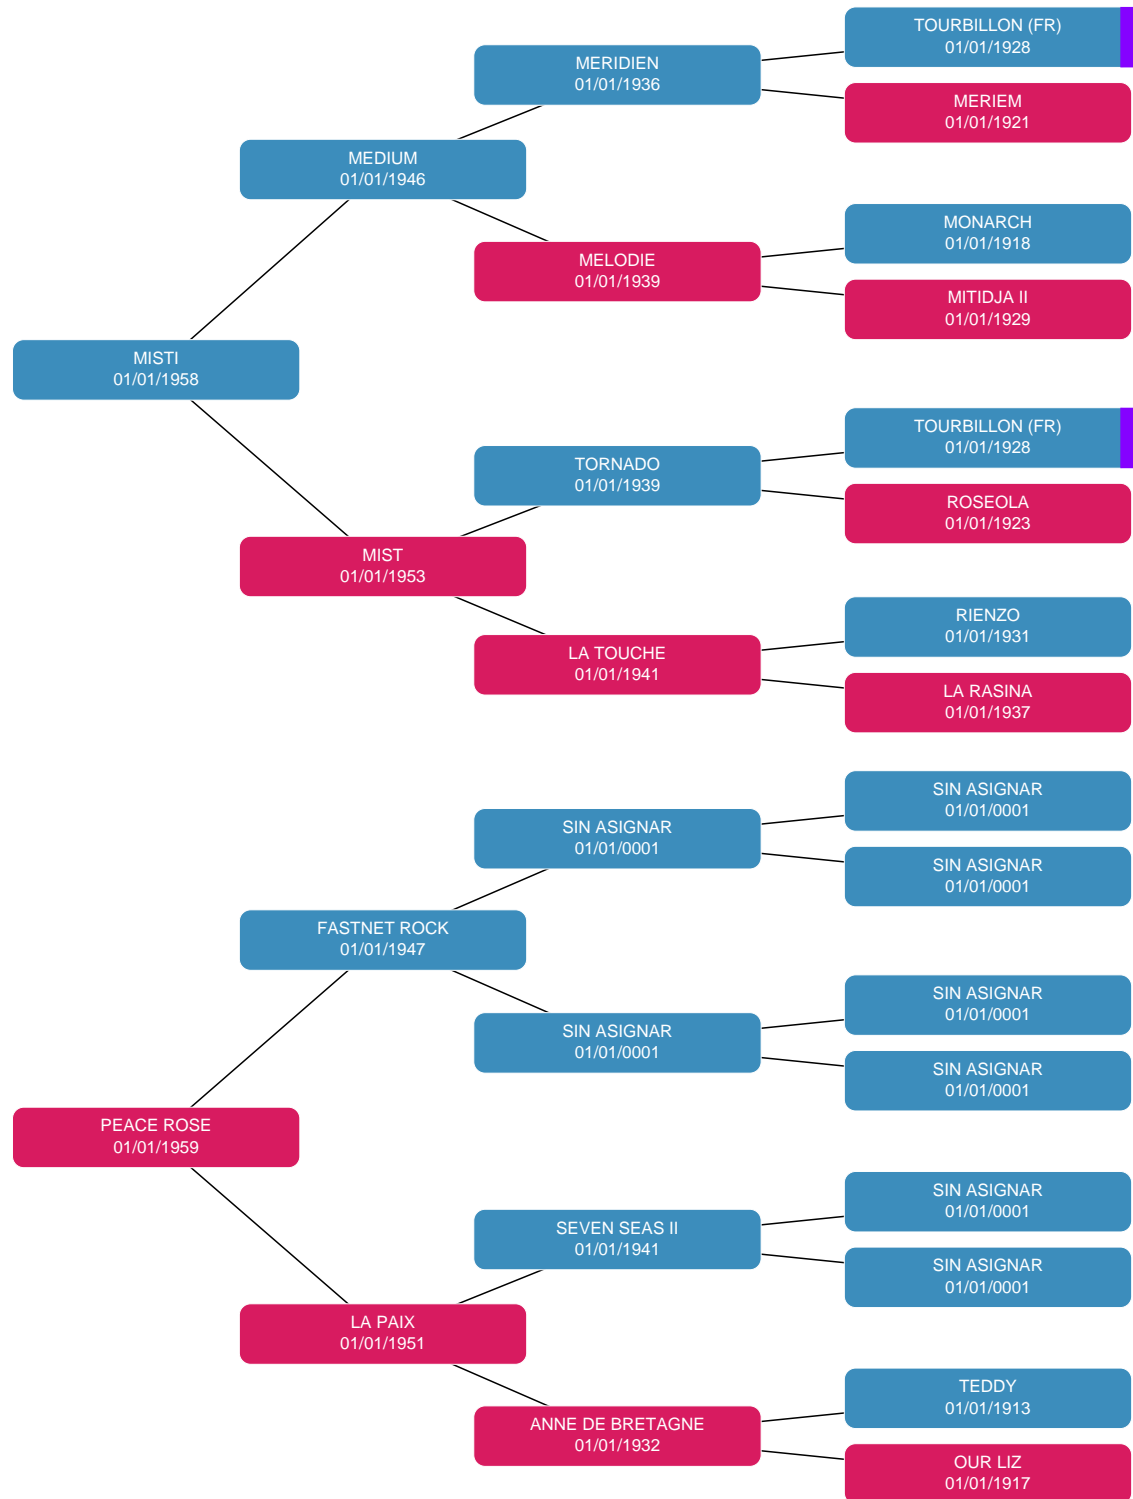 TOURBILLON (FR)
01/01/1928
MERIDIEN
01/01/1936
MERIEM
01/01/1921
MEDIUM
01/01/1946
MONARCH
01/01/1918
MELODIE
01/01/1939
MITIDJA II
01/01/1929
MISTI
01/01/1958
TOURBILLON (FR)
01/01/1928
TORNADO
01/01/1939
ROSEOLA
01/01/1923
MIST
01/01/1953
RIENZO
01/01/1931
LA TOUCHE
01/01/1941
LA RASINA
01/01/1937
SIN ASIGNAR
01/01/0001
SIN ASIGNAR
01/01/0001
SIN ASIGNAR
01/01/0001
FASTNET ROCK
01/01/1947
SIN ASIGNAR
01/01/0001
SIN ASIGNAR
01/01/0001
SIN ASIGNAR
01/01/0001
PEACE ROSE
01/01/1959
SIN ASIGNAR
01/01/0001
SEVEN SEAS II
01/01/1941
SIN ASIGNAR
01/01/0001
LA PAIX
01/01/1951
TEDDY
01/01/1913
ANNE DE BRETAGNE
01/01/1932
OUR LIZ
01/01/1917